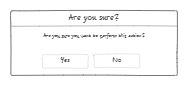 Are you sure?
Are you sure you want to perform this action?
Yes
No